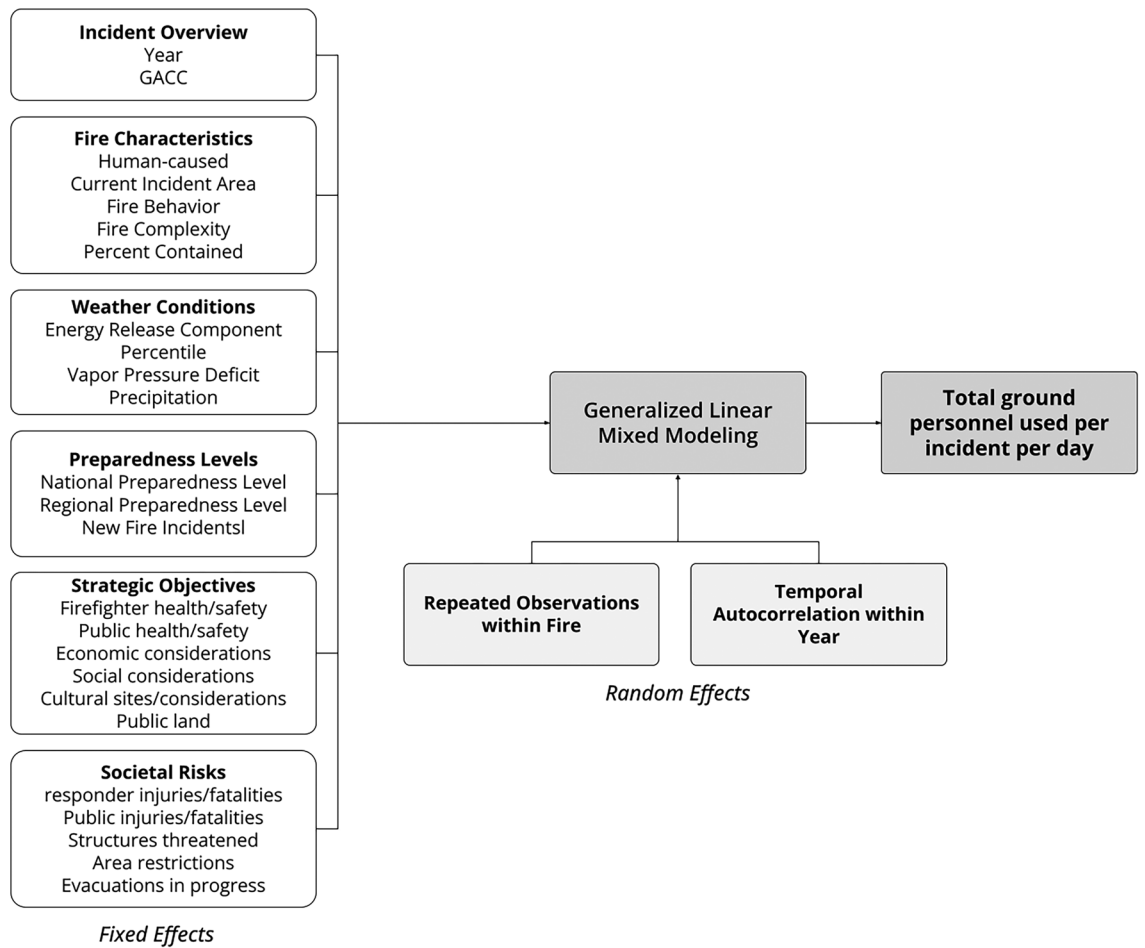 Incident Overview
Year
GACC
Fire Characteristics
Human-caused
Current Incident Area
Fire Behavior
Fire Complexity
Percent Contained
Weather Conditions
Energy Release Component
Percentile
Vapor Pressure Deficit
Precipitation
Preparedness Levels
National Preparedness Level
Regional Preparedness Level
New Fire Incidentsl
Strategic Objectives
Firefighter health/safety
Public health/safety
Economic considerations
Social considerations
Cultural sites/considerations
Public land
Societal Risks
responder injuries/fatalities
Public injuries/fatalities
Structures threatened
Area restrictions
Evacuations in progress
Fixed Effects
Generalized Linear
Mixed Modeling
Total ground
personnel used per
incident per day
Repeated Observations
within Fire
Temporal
Autocorrelation within
Year
Random Effects